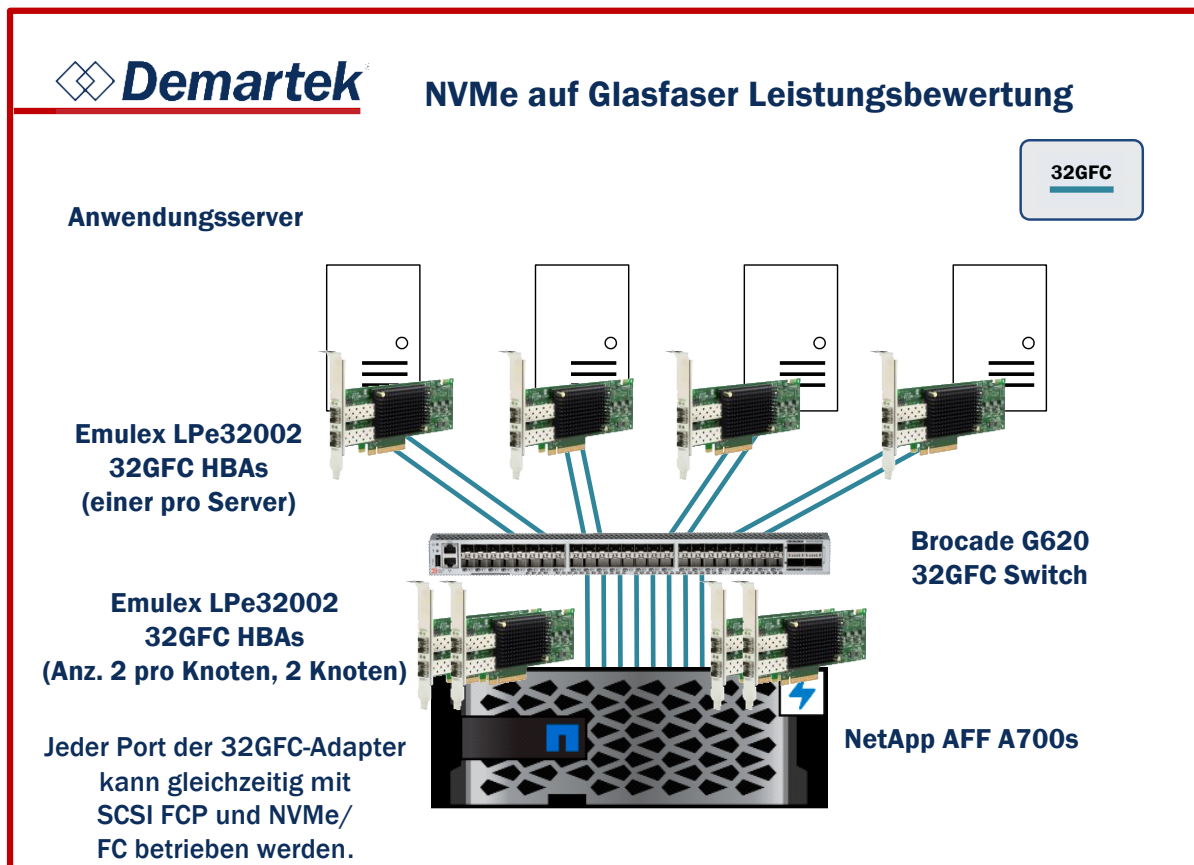 Demartek
NVMe auf Glasfaser Leistungsbewertung
32GFC
Anwendungsserver
Emulex LPe32002
32GFC HBAs
(einer pro Server)
Brocade G620
32GFC Switch
Emulex LPe32002
32GFC HBAs
(Anz. 2 pro Knoten, 2 Knoten)
NetApp AFF A700s
Jeder Port der 32GFC-Adapter
kann gleichzeitig mit
SCSI FCP und NVMe/
FC betrieben werden.